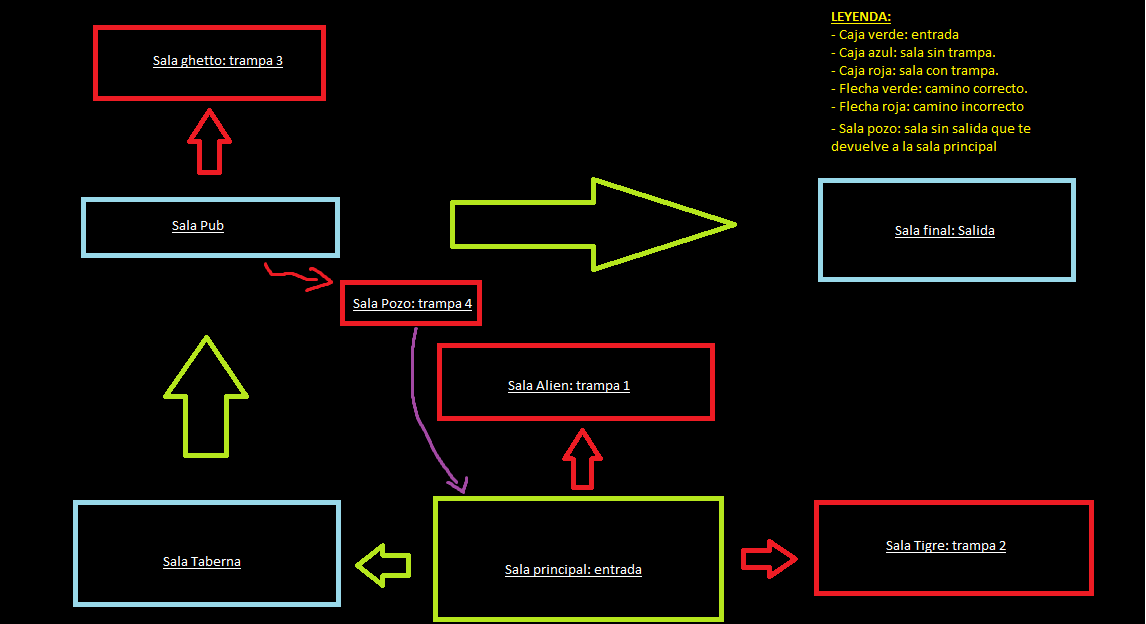 LEYENDA:
- Caja verde: entrada
- Caja azul: sala sin trampa.
- Caja roja: sala con trampa.
- Flecha verde: camino correcto.
- Flecha roja: camino incorrecto
- Sala pozo: sala sin salida que te
devuelve a la sala principal
Sala ghetto: trampa 3
Sala Pub
Sala final: Salida
Sala Pozo: trampa 4
Sala Alien: trampa 1
Sala Taberna
Sala principal: entrada
Sala Tigre: trampa 2